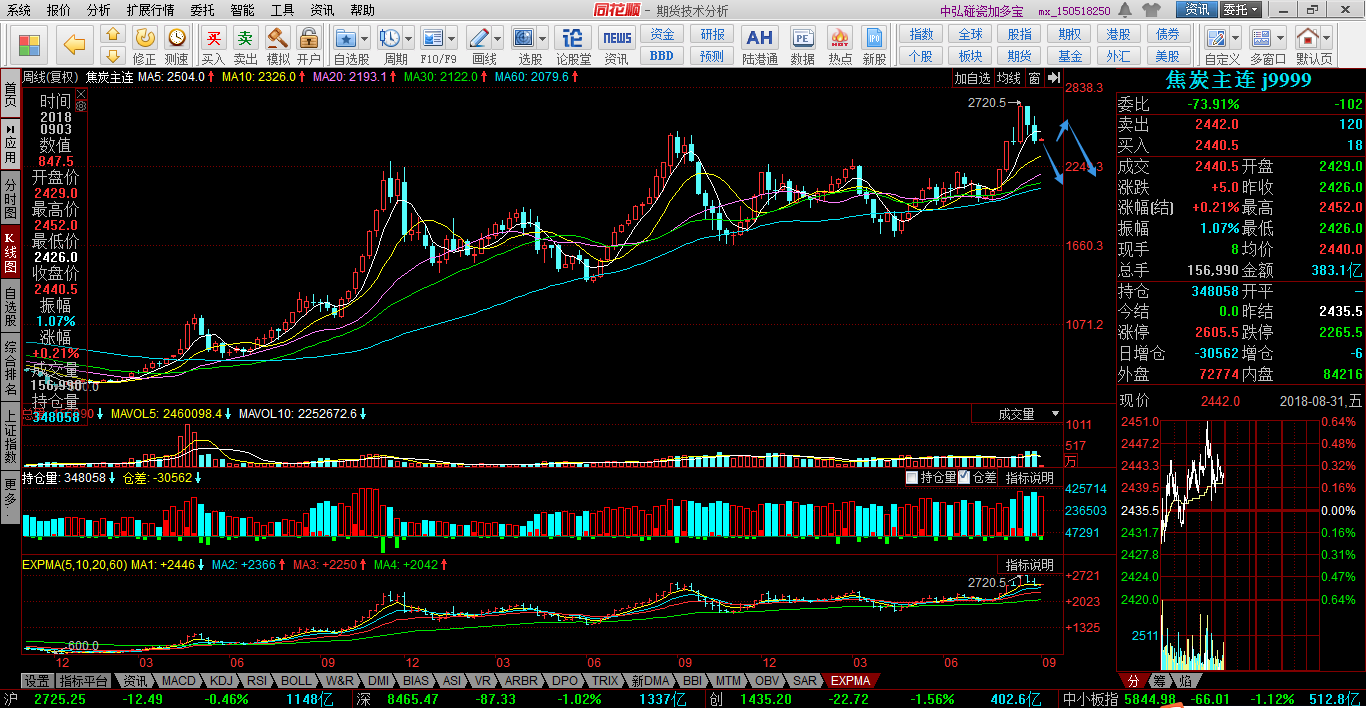 系统 报价 分析 扩展行情 委托 智能 工具 资讯 帮助 同花顺 - 期货技术分析 中弘碰瓷加多宝 mx_150518250 资讯 委托
修正 测速 买 买入 卖 卖出 模拟 开户 自选股 周期 F10/F9 画线 选股 论 论股堂 NEWS 资讯 资金 BBD 研报 预测 AH 陆港通 PE 数据 HOT 热点 IPO 新股 指数 个股 全球 板块 股指 期货 期权 基金 港股 外汇 债券 美股 自定义 多窗口 默认页
首页
应用
分时图
K线图
自选股
综合排名
上证指数
更多
周线(复权) 焦炭主连 MA5: 2504.0 MA10: 2326.0 MA20: 2193.1 MA30: 2122.0 MA60: 2079.6 加自选 均线 窗
时间
2018
0903
数值
847.5
开盘价
2429.0
最高价
2452.0
最低价
2426.0
收盘价
2440.5
振幅
1.07%
涨幅
+0.21%
成交量
156,990
持仓量
348058
2720.5
2838.3
2249.3
1660.3
1071.2
MAVOL5: 2460098.4 MAVOL10: 2252672.6 成交量
1011
517
万
持仓量: 348058 仓差: -30562 持仓量 仓差 指标说明
425714
236503
47291
EXPMA(5,10,20,60) MA1: +2446 MA2: +2366 MA3: +2250 MA4: +2042 指标说明
2720.5
600.0
+2721
+2023
+1325
12 03 06 09 12 03 06 09 12 03 06 09
设置 指标平台 资讯 MACD KDJ RSI BOLL W&R DMI BIAS ASI VR ARBR DPO TRIX 新DMA BBI MTM OBV SAR EXPMA
焦炭主连 j9999
委比 -73.91% -102
卖出 2442.0 120
买入 2440.5 18
成交 2440.5 开盘 2429.0
涨跌 +5.0 昨收 2426.0
涨幅(结) +0.21% 最高 2452.0
振幅 1.07% 最低 2426.0
现手 8 均价 2440.0
总手 156,990 金额 383.1亿
持仓 348058 开平 –
今结 0.0 昨结 2435.5
涨停 2605.5 跌停 2265.5
日增仓 -30562 增仓 -6
外盘 72774 内盘 84216
现价 2442.0 2018-08-31,五
2451.0 0.64%
2447.2 0.48%
2443.3 0.32%
2439.5 0.16%
2435.5 0.00%
2431.7 0.16%
2427.8 0.31%
2424.0 0.47%
2420.0 0.64%
2511
分 筹 焰
沪 2725.25 -12.49 -0.46% 1148亿 深 8465.47 -87.33 -1.02% 1337亿 创 1435.20 -22.72 -1.56% 402.6亿 中小板指 5844.98 -66.01 -1.12% 512.8亿